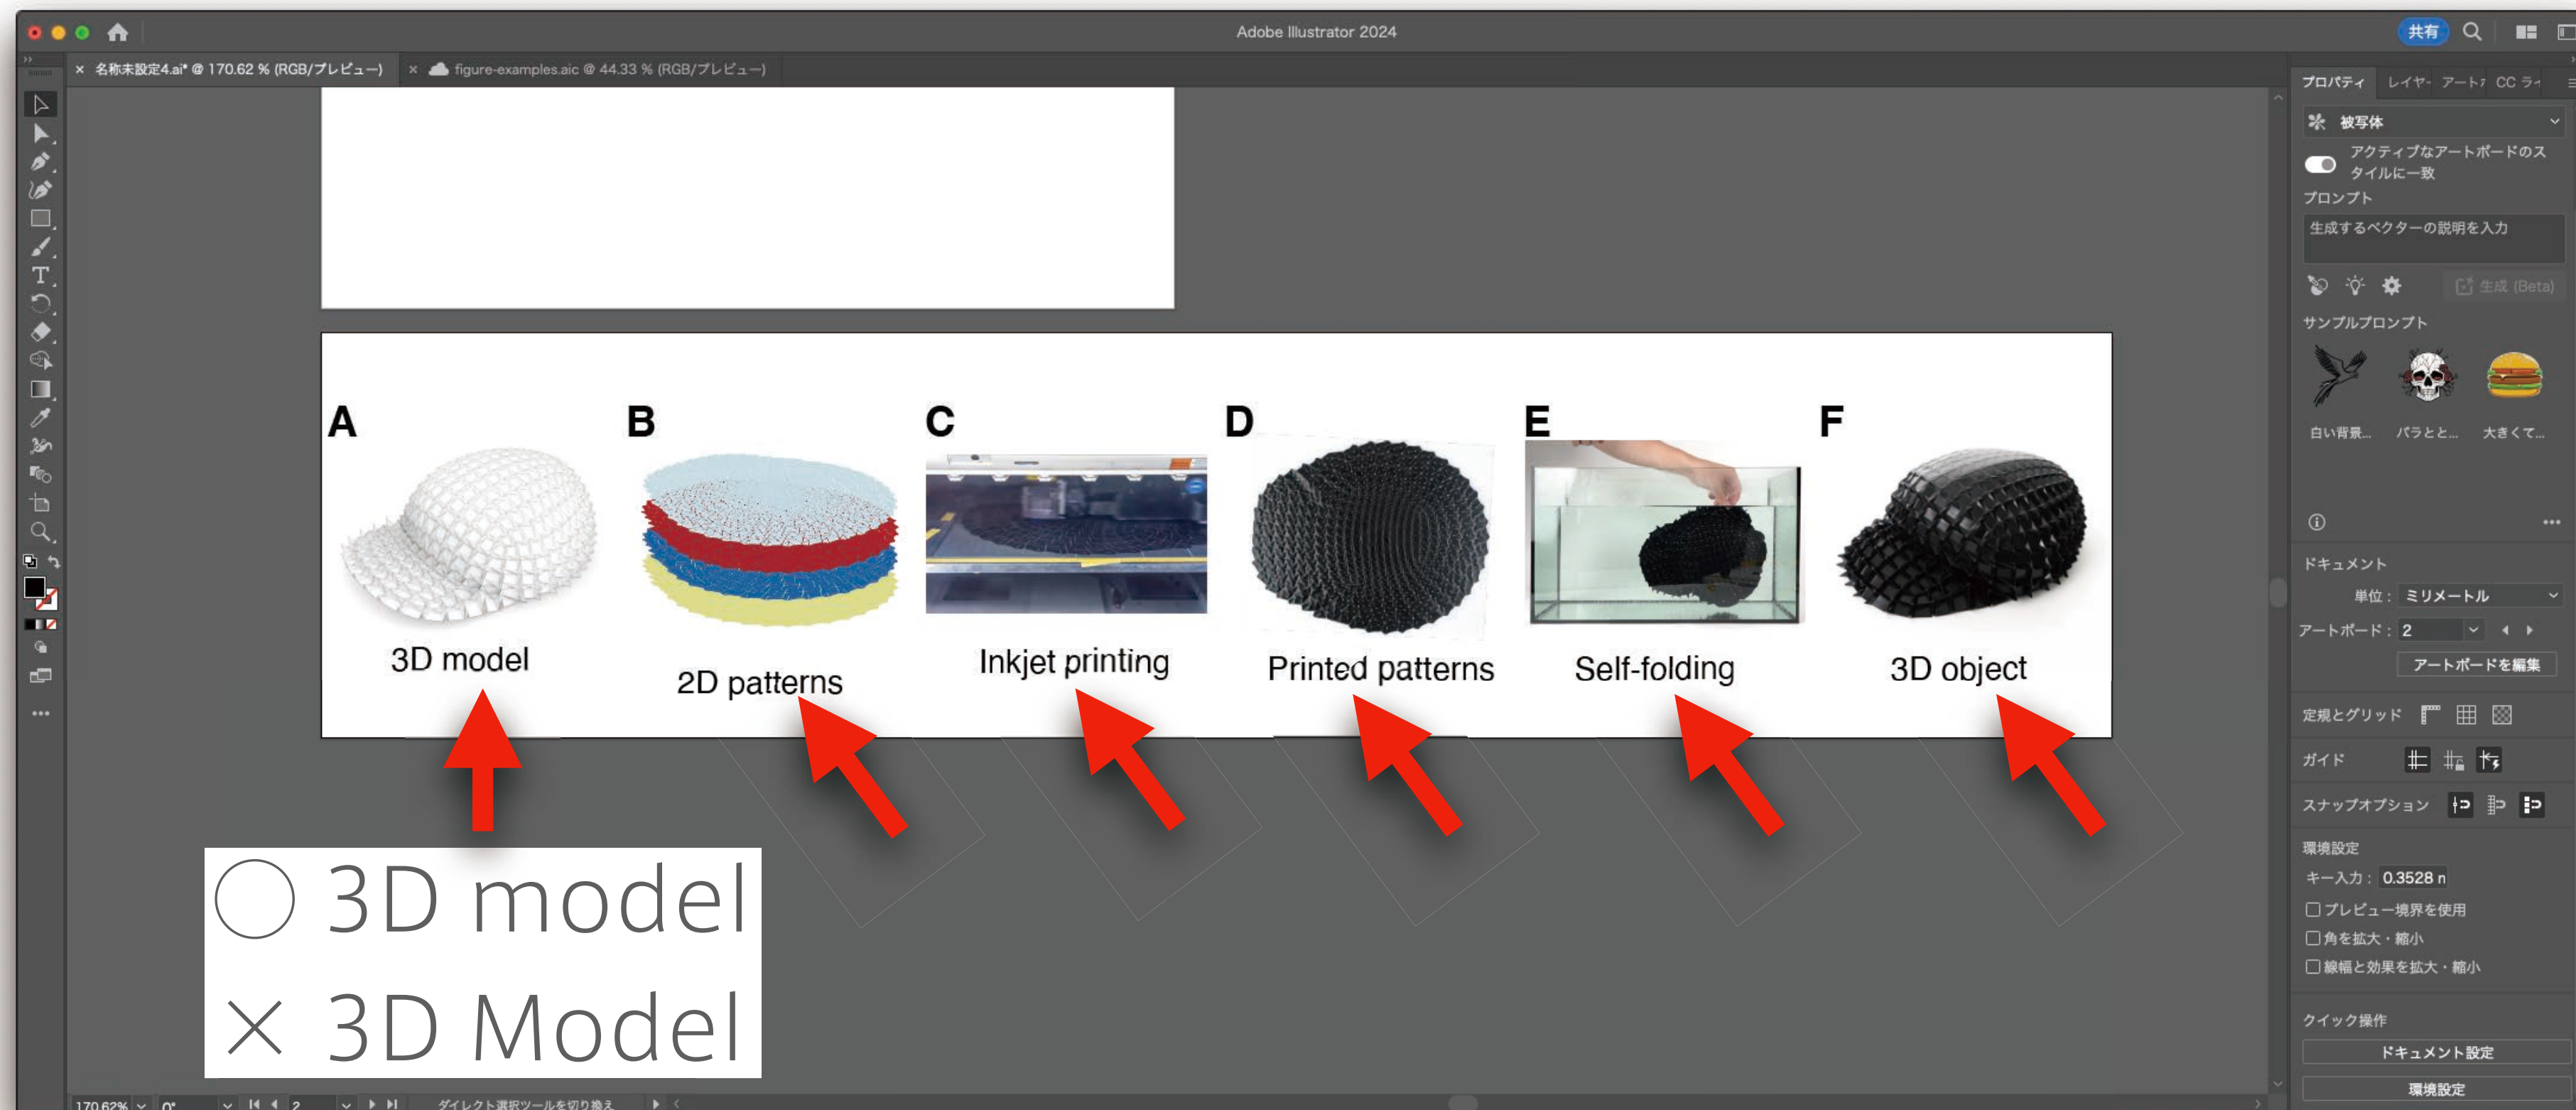 Adobe Illustrator 2024
共有
× 名称未設定4.ai* @ 170.62 % (RGB/プレビュー)
× figure-examples.aic @ 44.33 % (RGB/プレビュー)
プロパティ レイヤー CC ライ
被写体
アクティブなアートボードのス
タイルに一致
プロンプト
生成するベクターの説明を入力
生成 (Beta)
サンプルプロンプト
白い背景... バラとと... 大きくて...
ドキュメント
単位: ミリメートル
アートボード: 2
アートボードを編集
定規とグリッド
ガイド
スナップオプション
環境設定
キー入力: 0.3528
プレビュー境界を使用
角を拡大・縮小
線幅と効果を拡大・縮小
クイック操作
ドキュメント設定
環境設定
A B C D E F
3D model
2D patterns
Inkjet printing
Printed patterns
Self-folding
3D object
○ 3D model
× 3D Model
170.62% 0° 2 ダイレクト選択ツールを切り換え